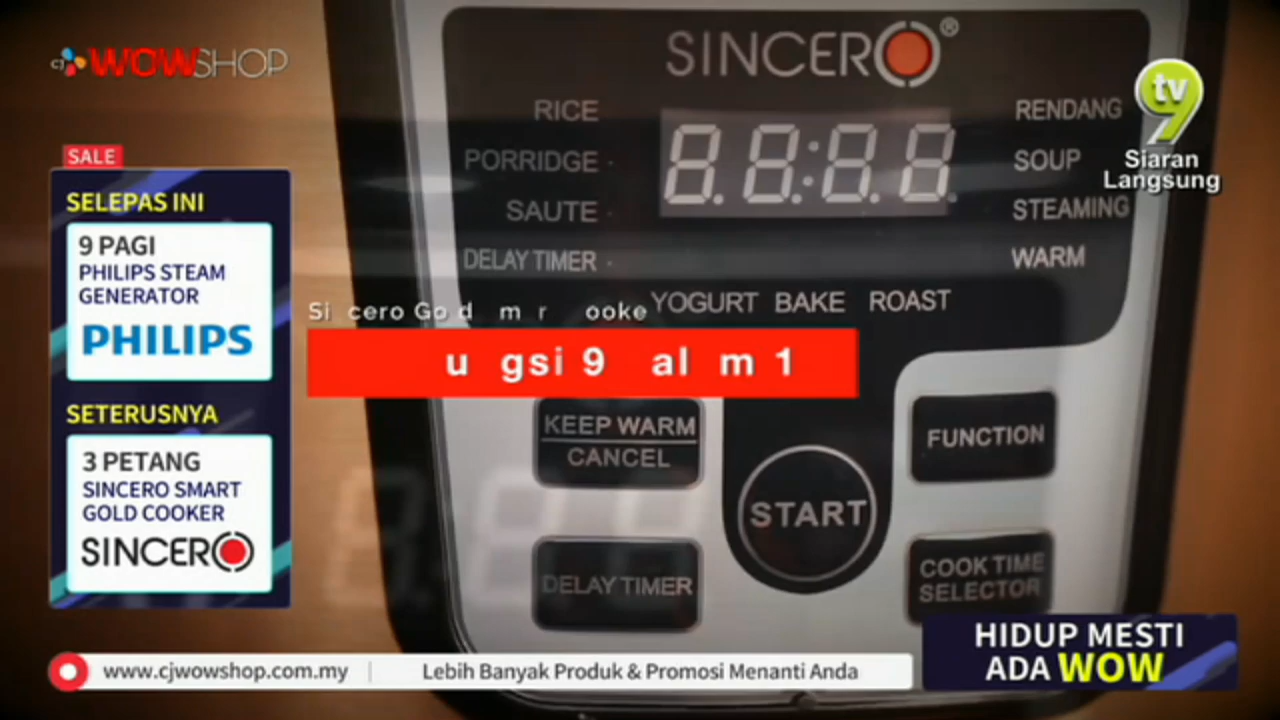 CJ WOWSHOP
SINCERO®
tv9
Siaran
Langsung
RICE
PORRIDGE
SAUTE
DELAY TIMER
88:88
RENDANG
SOUP
STEAMING
WARM
YOGURT BAKE ROAST
SALE
SELEPAS INI
9 PAGI
PHILIPS STEAM
GENERATOR
PHILIPS
SETERUSNYA
3 PETANG
SINCERO SMART
GOLD COOKER
SINCERO
KEEP WARM
CANCEL
FUNCTION
START
DELAY TIMER
COOK TIME
SELECTOR
HIDUP MESTI
ADA WOW
www.cjwowshop.com.my
Lebih Banyak Produk & Promosi Menanti Anda